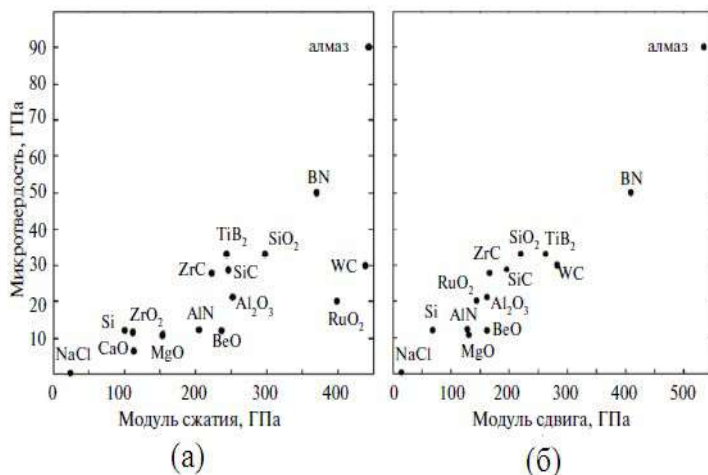 Микротвердость, ГПа
90
80
70
60
50
40
30
20
10
алмаз
BN
TiB₂
SiO₂
ZrC
SiC
WC
Al₂O₃
RuO₂
Si
ZrO₂
AlN
BeO
CaO
MgO
NaCl
0 100 200 300 400
Модуль сжатия, ГПа
(а)
алмаз
BN
SiO₂
TiB₂
ZrC
SiC
WC
RuO₂
Al₂O₃
Si
AlN
BeO
MgO
NaCl
0 100 200 300 400 500
Модуль сдвига, ГПа
(б)